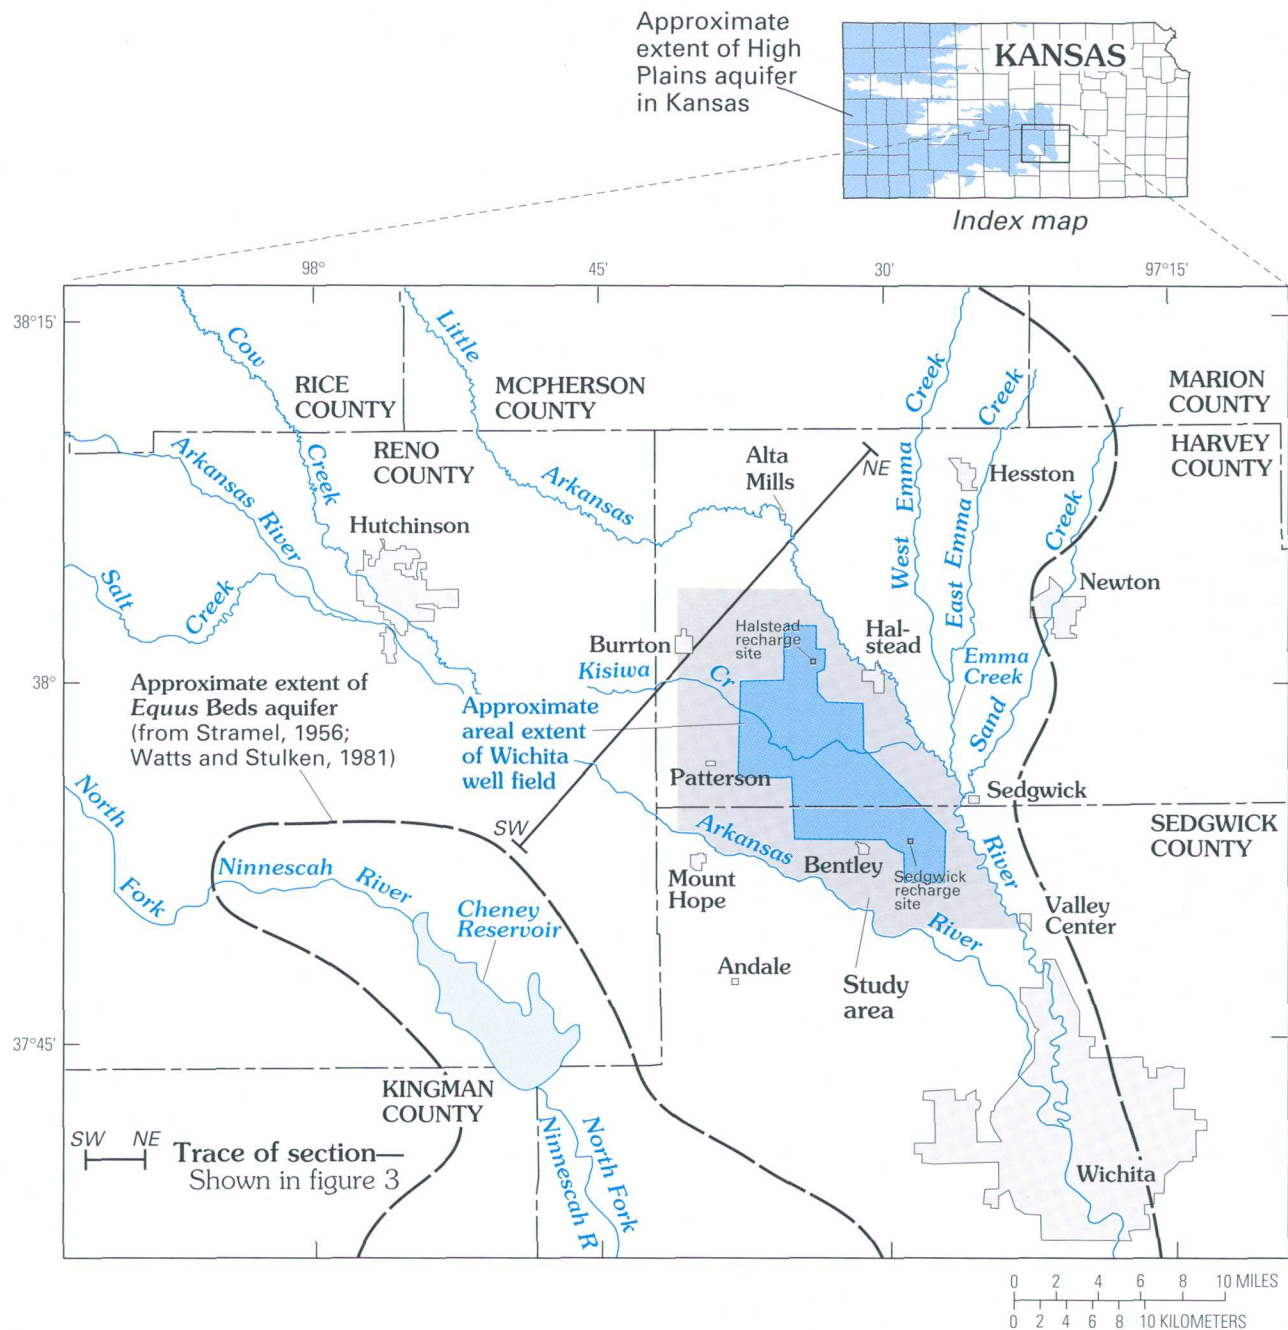 Approximate
extent of High
Plains aquifer
in Kansas
KANSAS
Index map
98°
45'
30'
97°15'
38°15'
38°
37°45'
Cow
Creek
Little
Arkansas
RICE
COUNTY
MCPHERSON
COUNTY
MARION
COUNTY
HARVEY
COUNTY
RENO
COUNTY
West Emma
Creek
East Emma
Creek
Creek
Alta
Mills
NE
Hesston
Arkansas River
Hutchinson
Salt
Creek
Newton
Burrton
Halstead
recharge
site
Hal-
stead
Kisiwa
Cr
Emma
Creek
Sand
Approximate extent of
Equus Beds aquifer
(from Stramel, 1956;
Watts and Stulken, 1981)
Approximate
areal extent
of Wichita
well field
Patterson
Sedgwick
North
Fork
Ninnescah
River
SW
Arkansas
River
River
SEDGWICK
COUNTY
Bentley
Mount
Hope
Sedgwick
recharge
site
Cheney
Reservoir
Valley
Center
Andale
Study
area
KINGMAN
COUNTY
North Fork
Ninnescah R
Wichita
SW NE
Trace of section—
Shown in figure 3
0 2 4 6 8 10 MILES
0 2 4 6 8 10 KILOMETERS